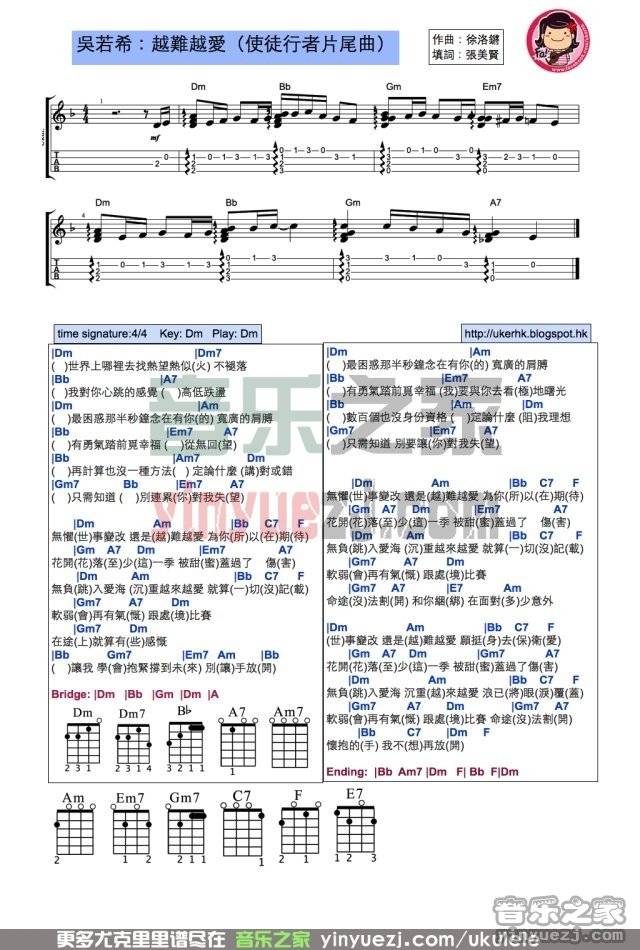 吳若希：越難越愛（使徒行者片尾曲）
作曲：徐洛鏘
填詞：張美賢
Fa!
Dm Bb Gm Em7
mf
Dm Bb Gm A7
time signature:4/4 Key: Dm Play: Dm
http://ukerhk.blogspot.hk
|Dm |Am
( )世界上哪裡去找熱望熱似(火) 不褪落
|Bb |A7
( )我對你心跳的感覺 ( )高低跌盪
|Dm |Am
( )最困惑那半秒鐘念在有你(的) 寬廣的肩膊
|Bb |Em7 A7
( )有勇氣踏前覓幸福 ( )從無回(望)
|Bb |Am |Dm
( )再計算也沒一種方法( ) 定論什麼 (講)對或錯
|Gm7 Bb |Gm7 A7
( )只需知道 ( )別連累(你)對我失(望)
|Dm Am |Bb C7 F
無懼(世)事變改 還是(越)難越愛 為你(所)以(在)期(待)
|Gm7 A7 |Dm |Em7 A7
花開(花)落(至)少(這)一季 被甜(蜜)蓋過了 傷(害)
|Dm Am |Bb C7 F
無負(跳)入愛海 (沉)重越來越愛 就算(一)切(沒)記(載)
|Gm7 A7 |Dm
軟弱(會)再有氣(慨) 跟處(境)比賽
|Gm7 Dm
在途(上)就算有(些)感慨
|Bb Gm7 |Em7 Am
( )讓我 學(會)抱緊撐到未(來) 別(讓)手放(開)
Bridge: |Dm |Bb |Gm |Dm |A
|Dm |Am
( )最困惑那半秒鐘念在有你(的) 寬廣的肩膊
|Bb |Em7 A7
( )有勇氣踏前覓幸福 (我)要與你去看(極)地曙光
|Bb |Am |Dm
( )數百個也沒身份資格 ( )定論什麼 (阻)我理想
|Gm7 |Em7 A7
( )只需知道 別要讓(你)對我失(望)
|Dm Am |Bb C7 F
無懼(世)事變改 還是(越)難越愛 為你(所)以(在)期(待)
|Gm7 A7 |Dm |Em7 A7
花開(花)落(至)少(這)一季 被甜(蜜)蓋過了 傷(害)
|Dm Am |Bb C7 F
無負(跳)入愛海 (沉)重越來越愛 就算(一)切(沒)記(載)
|Gm7 A7 |Dm
軟弱(會)再有氣(慨) 跟處(境)比賽
|Gm7 Am7 |Em7 A7
命途(沒)法劃(開) 和你綑(綁) 在面對(多)少意外
|Dm Am |Bb C7 F
(世)事變改 還是(越)難越愛 願挺(身)去(保衛)愛)
|Gm7 A7 |Dm |Em7 A7
花開(花)落(至)少(這)一季 被甜(蜜)蓋過了傷(害)
|Dm Am |Bb C7 F
無負(跳)入愛海 沉重(越)來越愛 浪已(將)眼(淚)覆(蓋)
|Gm7 A7 |Dm |Gm7 Am7
軟弱(會)再有氣(慨) 跟處(境)比賽 命途(沒)法劃(開)
|Em7 A7 |Dm
懷抱的(手) 我不(想)再放(開)
Ending: |Bb Am7 |Dm F| Bb F|Dm
Dm Dm7 Bb A7 Am7
231 2314 3211 1
Am Em7 Gm7 C7 F E7
2 1 2 211 1 2 1 1 2 3
音乐之家
yinyuezj.com
音乐之家
更多尤克里里谱尽在 音乐之家 yinyuezj.com/ukulele